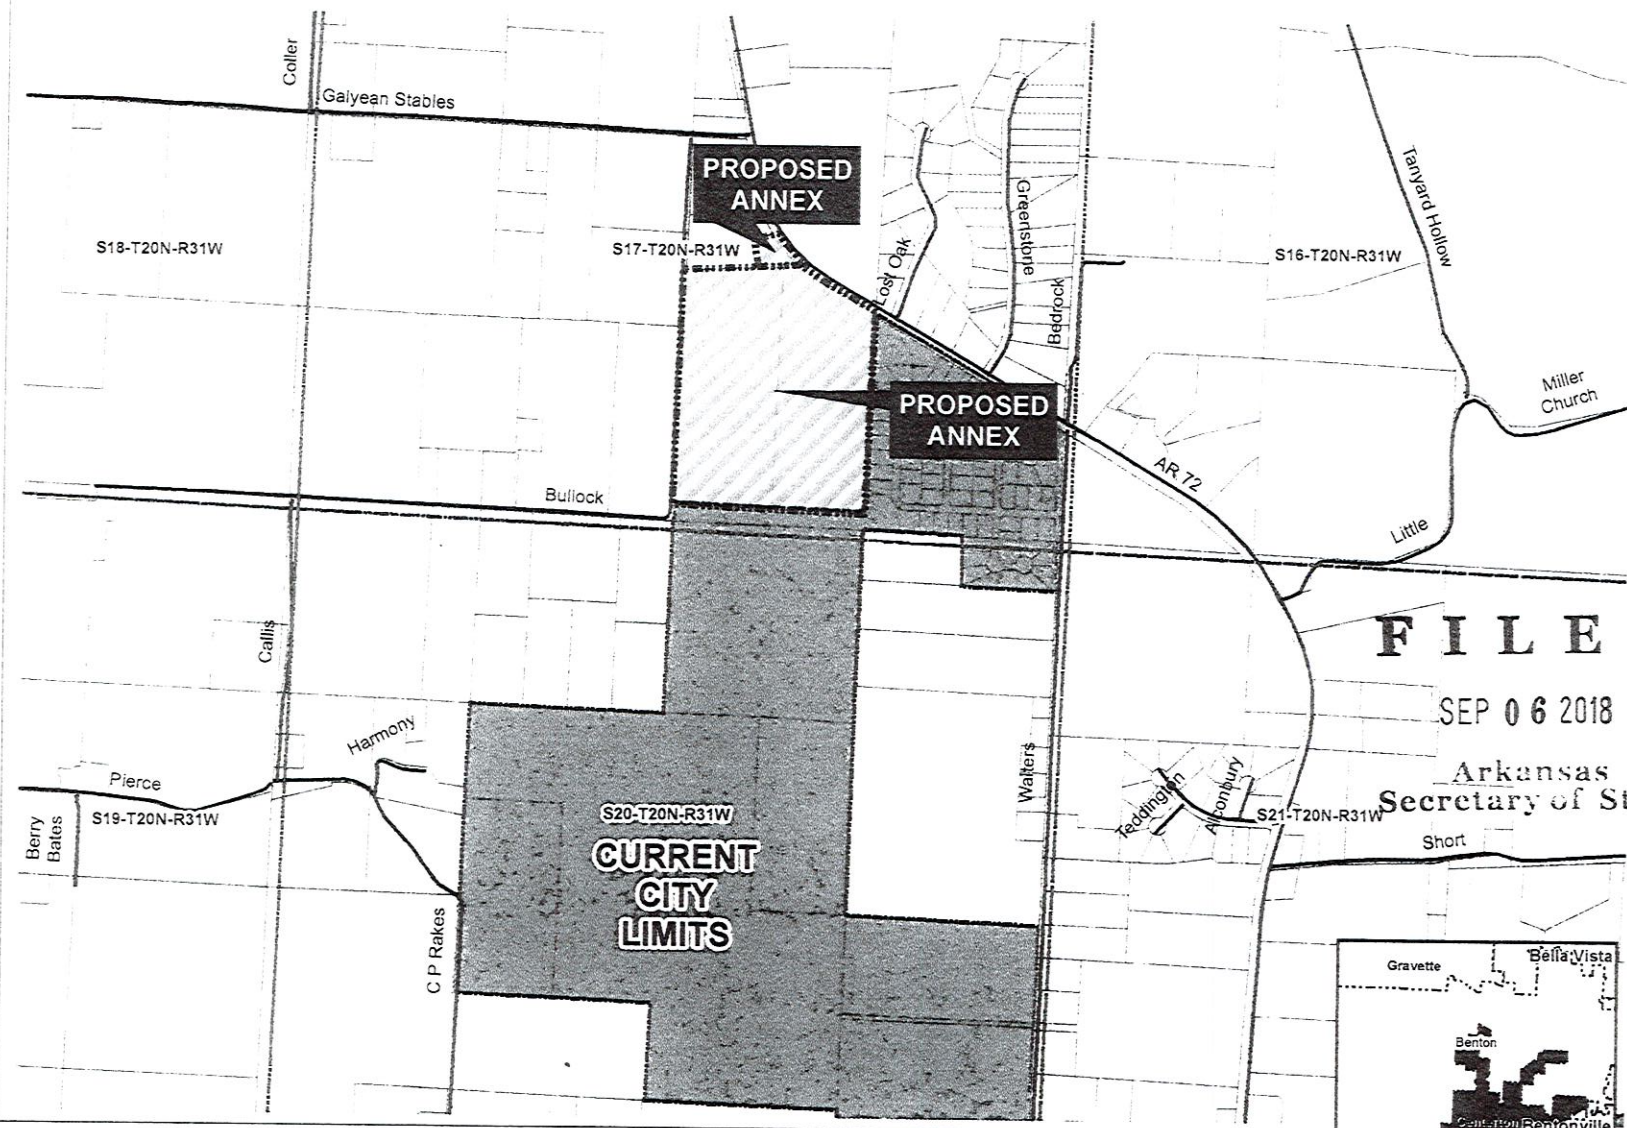 Coller
Galyean Stables
PROPOSED
ANNEX
S18-T20N-R31W
S17-T20N-R31W
Lost Oak
Greenstone
Bedrock
S16-T20N-R31W
Tanyard Hollow
Miller
Church
PROPOSED
ANNEX
AR 72
Bullock
Little
Callis
FILE
SEP 06 2018
Arkansas
Secretary of St
Harmony
Pierce
S19-T20N-R31W
Berry
Bates
C P Rakes
S20-T20N-R31W
CURRENT
CITY
LIMITS
Walters
Teddington
Alconbury
S21-T20N-R31W
Short
Gravette
Bella Vista
Benton
Centerton
Bentonville